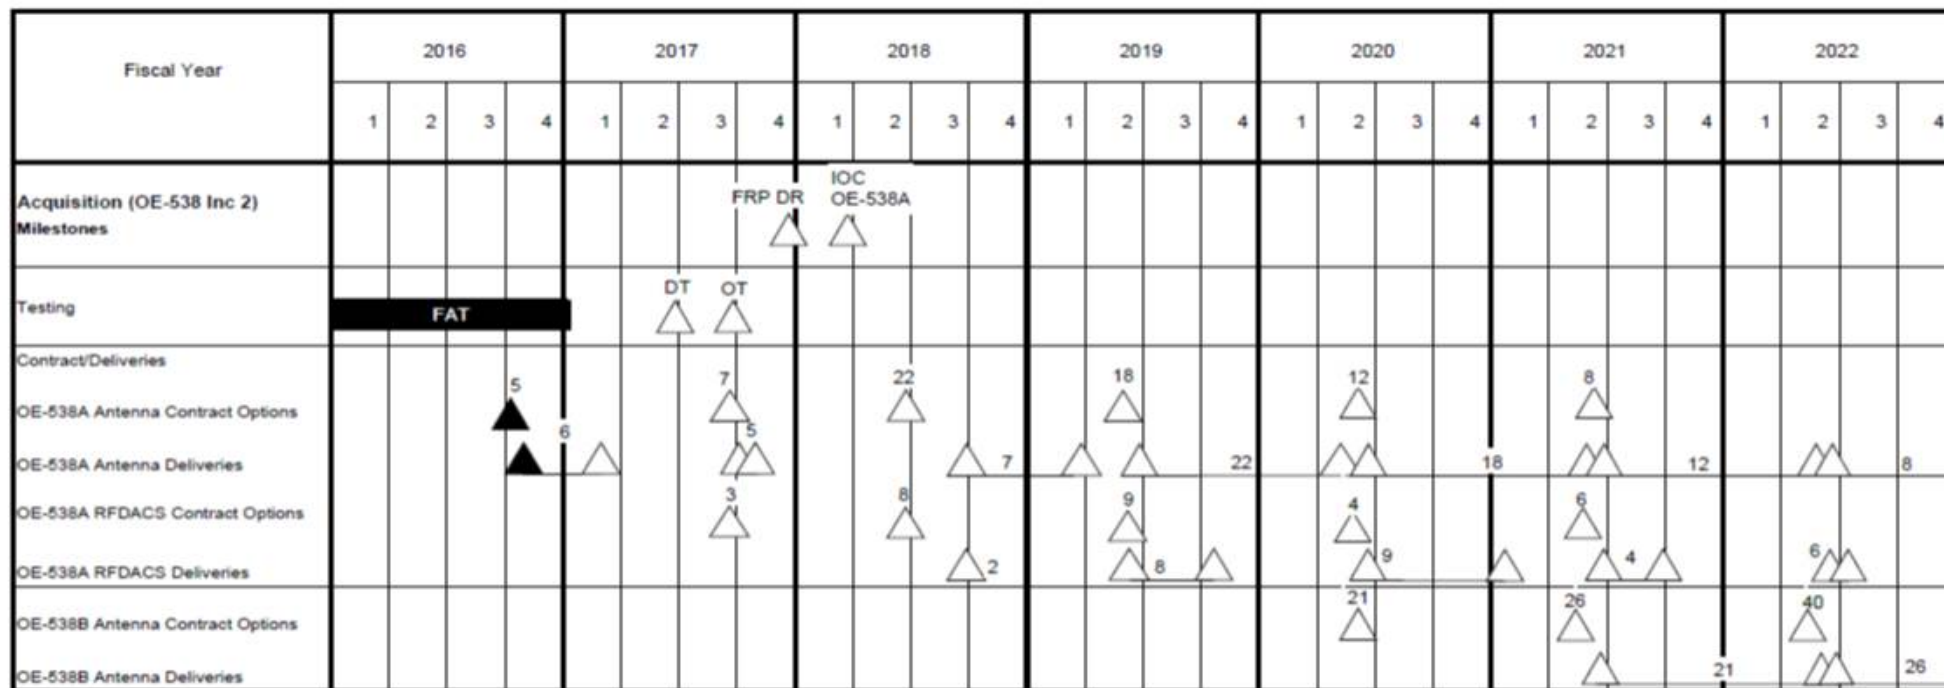 Fiscal Year
2016 2017 2018 2019 2020 2021 2022
1 2 3 4 1 2 3 4 1 2 3 4 1 2 3 4 1 2 3 4 1 2 3 4 1 2 3 4
Acquisition (OE-538 Inc 2)
Milestones
FRP DR
IOC
OE-538A
Testing
FAT
DT OT
Contract/Deliveries
OE-538A Antenna Contract Options
5 7 22 18 12 8
OE-538A Antenna Deliveries
6 5 7 22 18 12 8
OE-538A RFDACS Contract Options
3 8 9 4 6
OE-538A RFDACS Deliveries
2 8 9 4 6
OE-538B Antenna Contract Options
21 26 40
OE-538B Antenna Deliveries
21 26